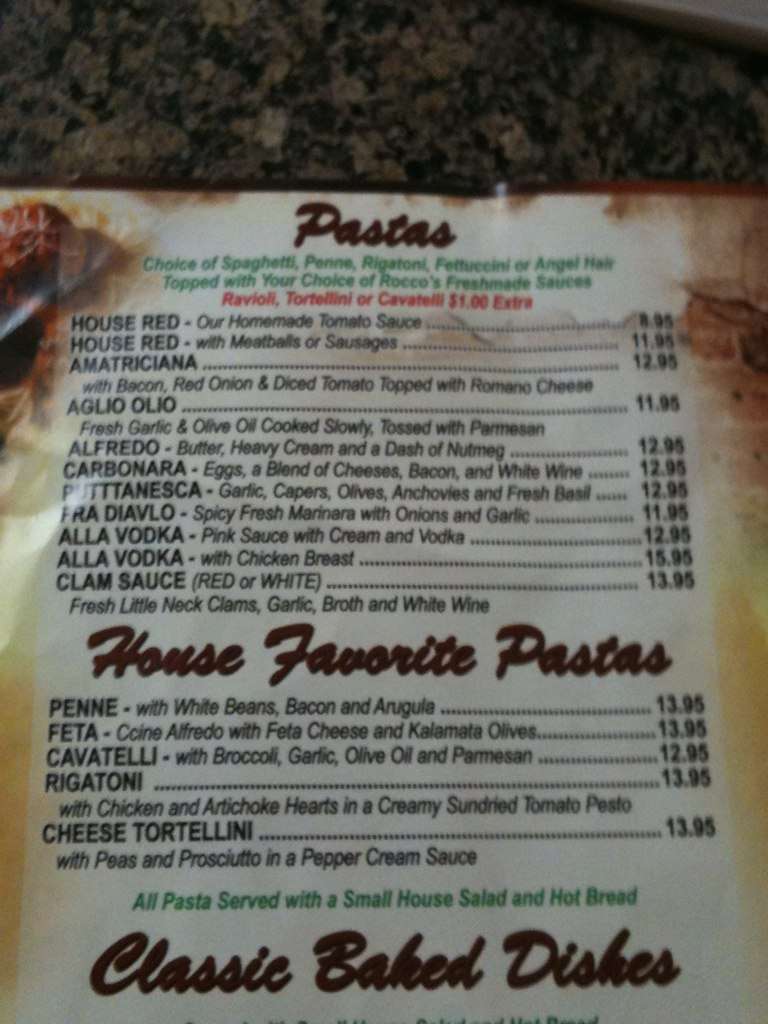 Pastas
Choice of Spaghetti, Penne, Rigatoni, Fettuccini or Angel Hair
Topped with Your Choice of Rocco's Freshmade Sauces
Ravioli, Tortellini or Cavatelli $1.00 Extra
HOUSE RED - Our Homemade Tomato Sauce ........ 8.95
HOUSE RED - with Meatballs or Sausages ........ 11.95
AMATRICIANA ........ 12.95
with Bacon, Red Onion & Diced Tomato Topped with Romano Cheese
AGLIO OLIO ........ 11.95
Fresh Garlic & Olive Oil Cooked Slowly, Tossed with Parmesan
ALFREDO - Butter, Heavy Cream and a Dash of Nutmeg ........ 12.95
CARBONARA - Eggs, a Blend of Cheeses, Bacon, and White Wine ........ 12.95
PUTTTANESCA - Garlic, Capers, Olives, Anchovies and Fresh Basil ...... 12.95
FRA DIAVLO - Spicy Fresh Marinara with Onions and Garlic ........ 11.95
ALLA VODKA - Pink Sauce with Cream and Vodka ........ 12.95
ALLA VODKA - with Chicken Breast ........ 15.95
CLAM SAUCE (RED or WHITE) ........ 13.95
Fresh Little Neck Clams, Garlic, Broth and White Wine
House Favorite Pastas
PENNE - with White Beans, Bacon and Arugula ........ 13.95
FETA - Ccine Alfredo with Feta Cheese and Kalamata Olives........ 13.95
CAVATELLI - with Broccoli, Garlic, Olive Oil and Parmesan ........ 12.95
RIGATONI ........ 13.95
with Chicken and Artichoke Hearts in a Creamy Sundried Tomato Pesto
CHEESE TORTELLINI ........ 13.95
with Peas and Prosciutto in a Pepper Cream Sauce
All Pasta Served with a Small House Salad and Hot Bread
Classic Baked Dishes